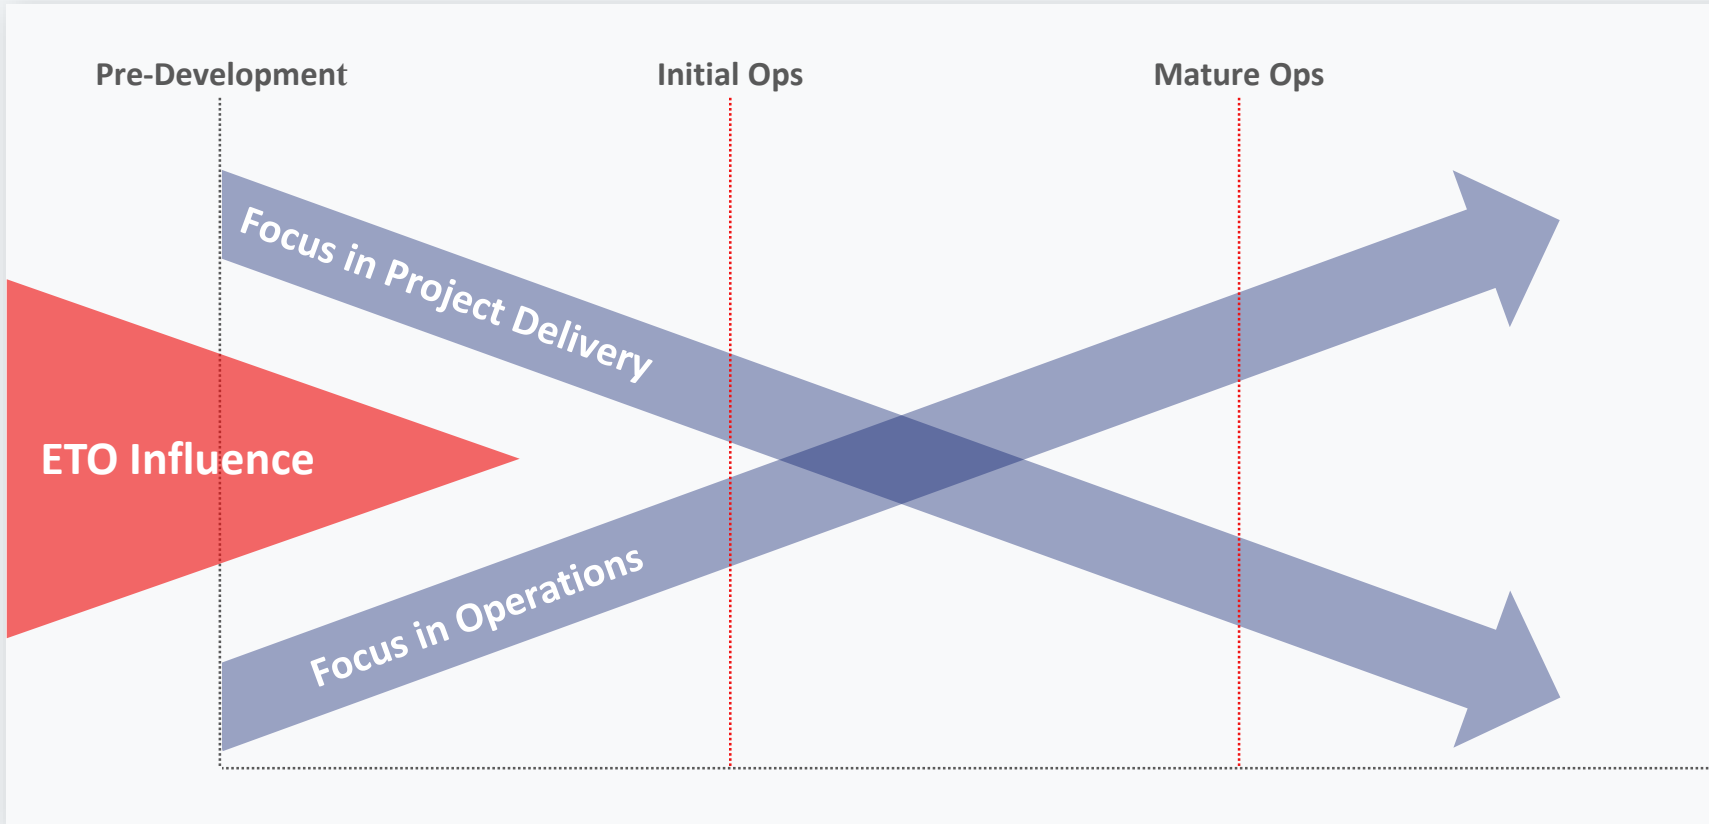 Pre-Development
Initial Ops
Mature Ops
Focus in Project Delivery
ETO Influence
Focus in Operations